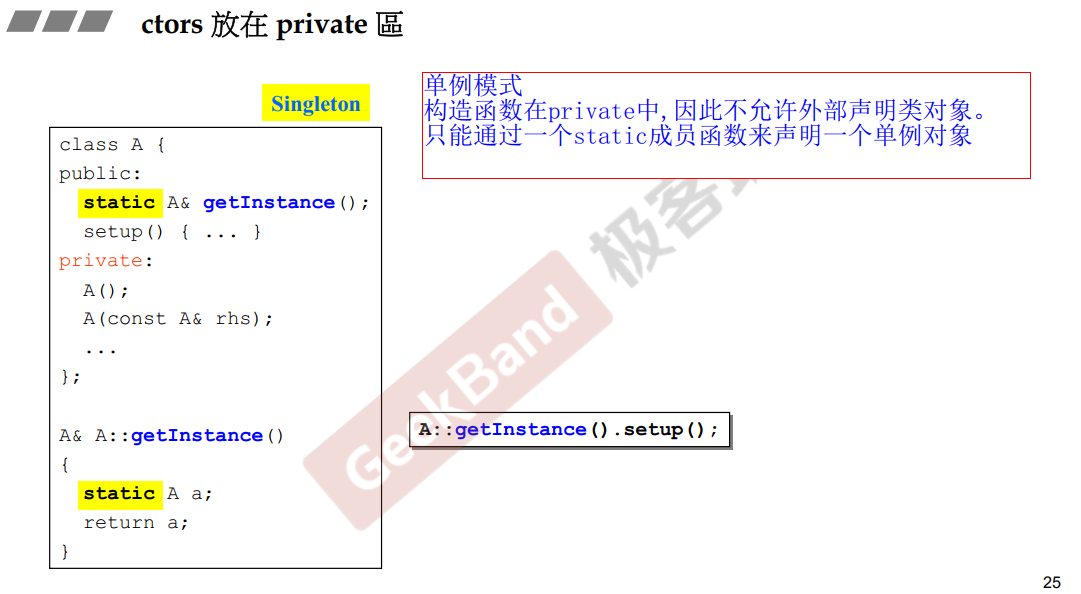 ctors 放在 private 區
单例模式
构造函数在private中,因此不允许外部声明类对象。
只能通过一个static成员函数来声明一个单例对象
Singleton
class A {
public:
static A& getInstance();
setup() { ... }
private:
A();
A(const A& rhs);
...
};
A& A::getInstance()
{
static A a;
return a;
}
A::getInstance().setup();
GeekBand 极客
25